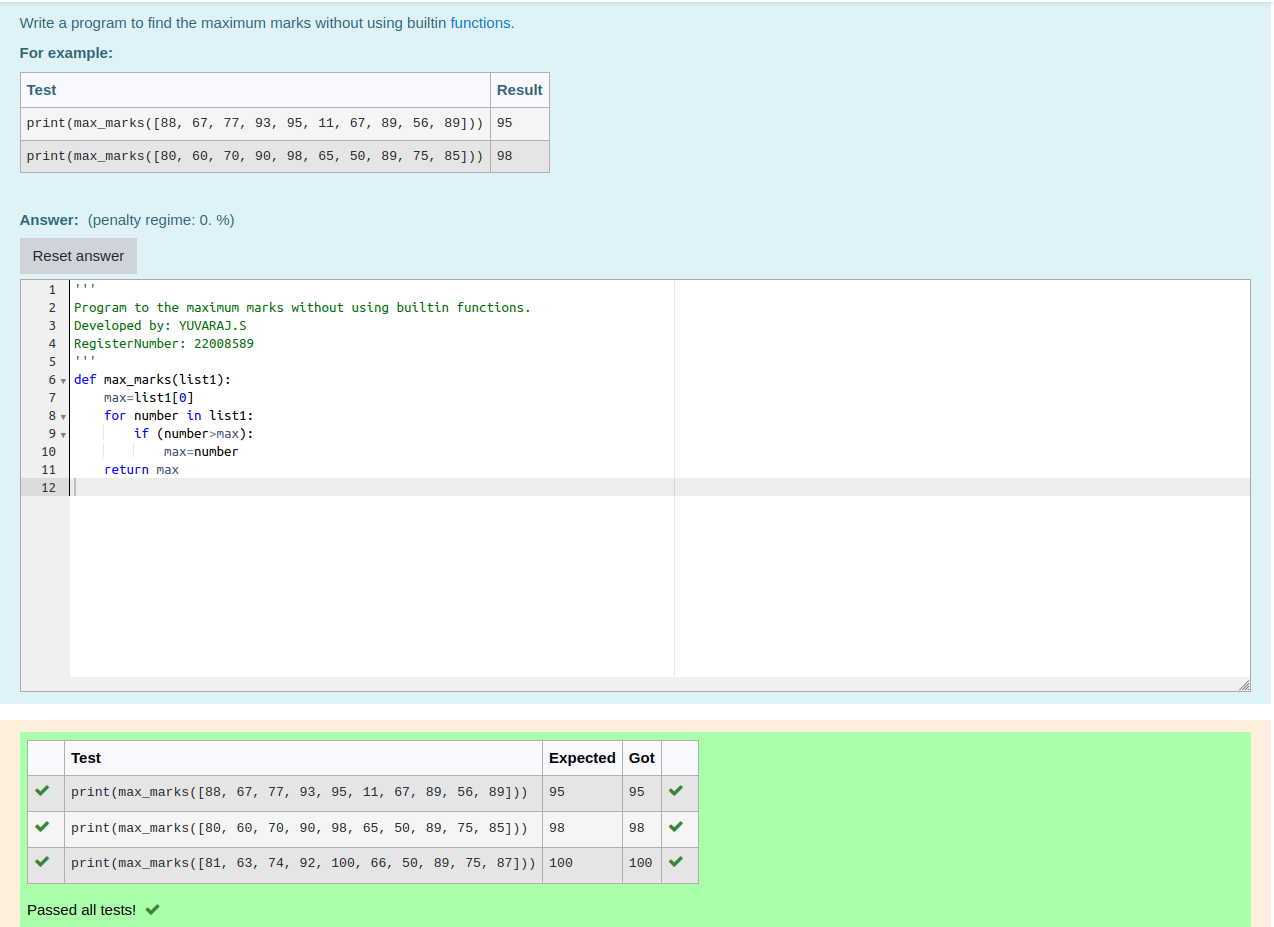 Write a program to find the maximum marks without using builtin functions.
For example:
Test Result
print(max_marks([88, 67, 77, 93, 95, 11, 67, 89, 56, 89])) 95
print(max_marks([80, 60, 70, 90, 98, 65, 50, 89, 75, 85])) 98
Answer: (penalty regime: 0. %)
Reset answer
1 '''
2 Program to the maximum marks without using builtin functions.
3 Developed by: YUVARAJ.S
4 RegisterNumber: 22008589
5 '''
6 def max_marks(list1):
7     max=list1[0]
8     for number in list1:
9         if (number>max):
10             max=number
11     return max
12
Test Expected Got
print(max_marks([88, 67, 77, 93, 95, 11, 67, 89, 56, 89])) 95 95
print(max_marks([80, 60, 70, 90, 98, 65, 50, 89, 75, 85])) 98 98
print(max_marks([81, 63, 74, 92, 100, 66, 50, 89, 75, 87])) 100 100
Passed all tests!